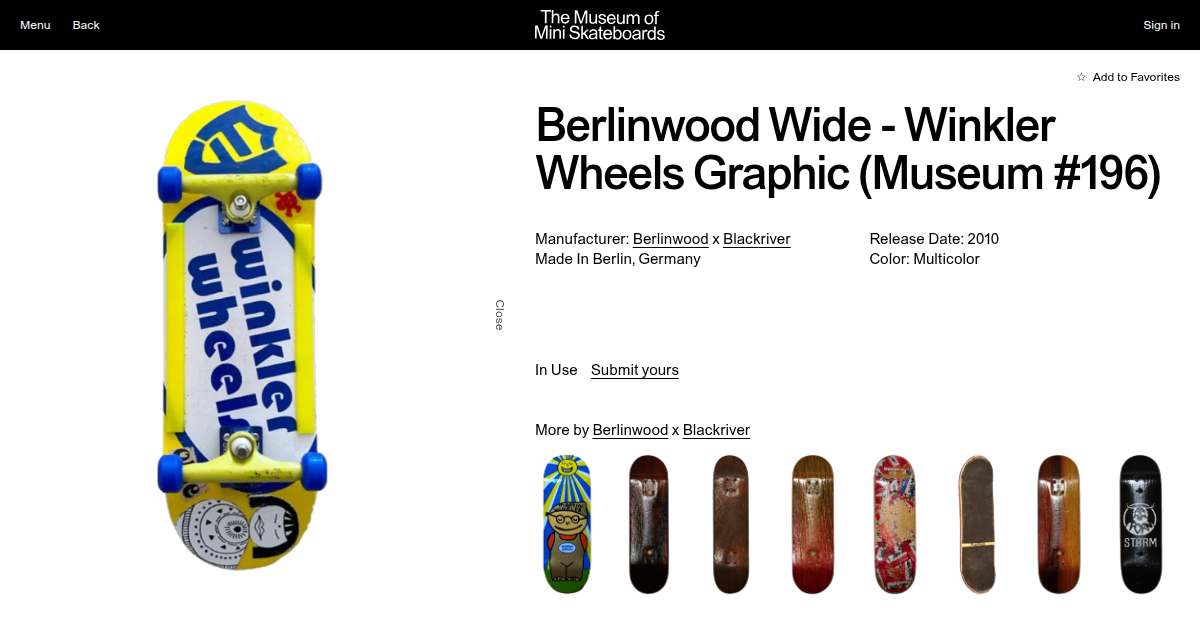 Menu
Back
The Museum of
Mini Skateboards
Sign in
☆ Add to Favorites
Berlinwood Wide - Winkler
Wheels Graphic (Museum #196)
Manufacturer: Berlinwood x Blackriver
Made In Berlin, Germany
Release Date: 2010
Color: Multicolor
winkler
wheels
Close
In Use Submit yours
More by Berlinwood x Blackriver
STORM